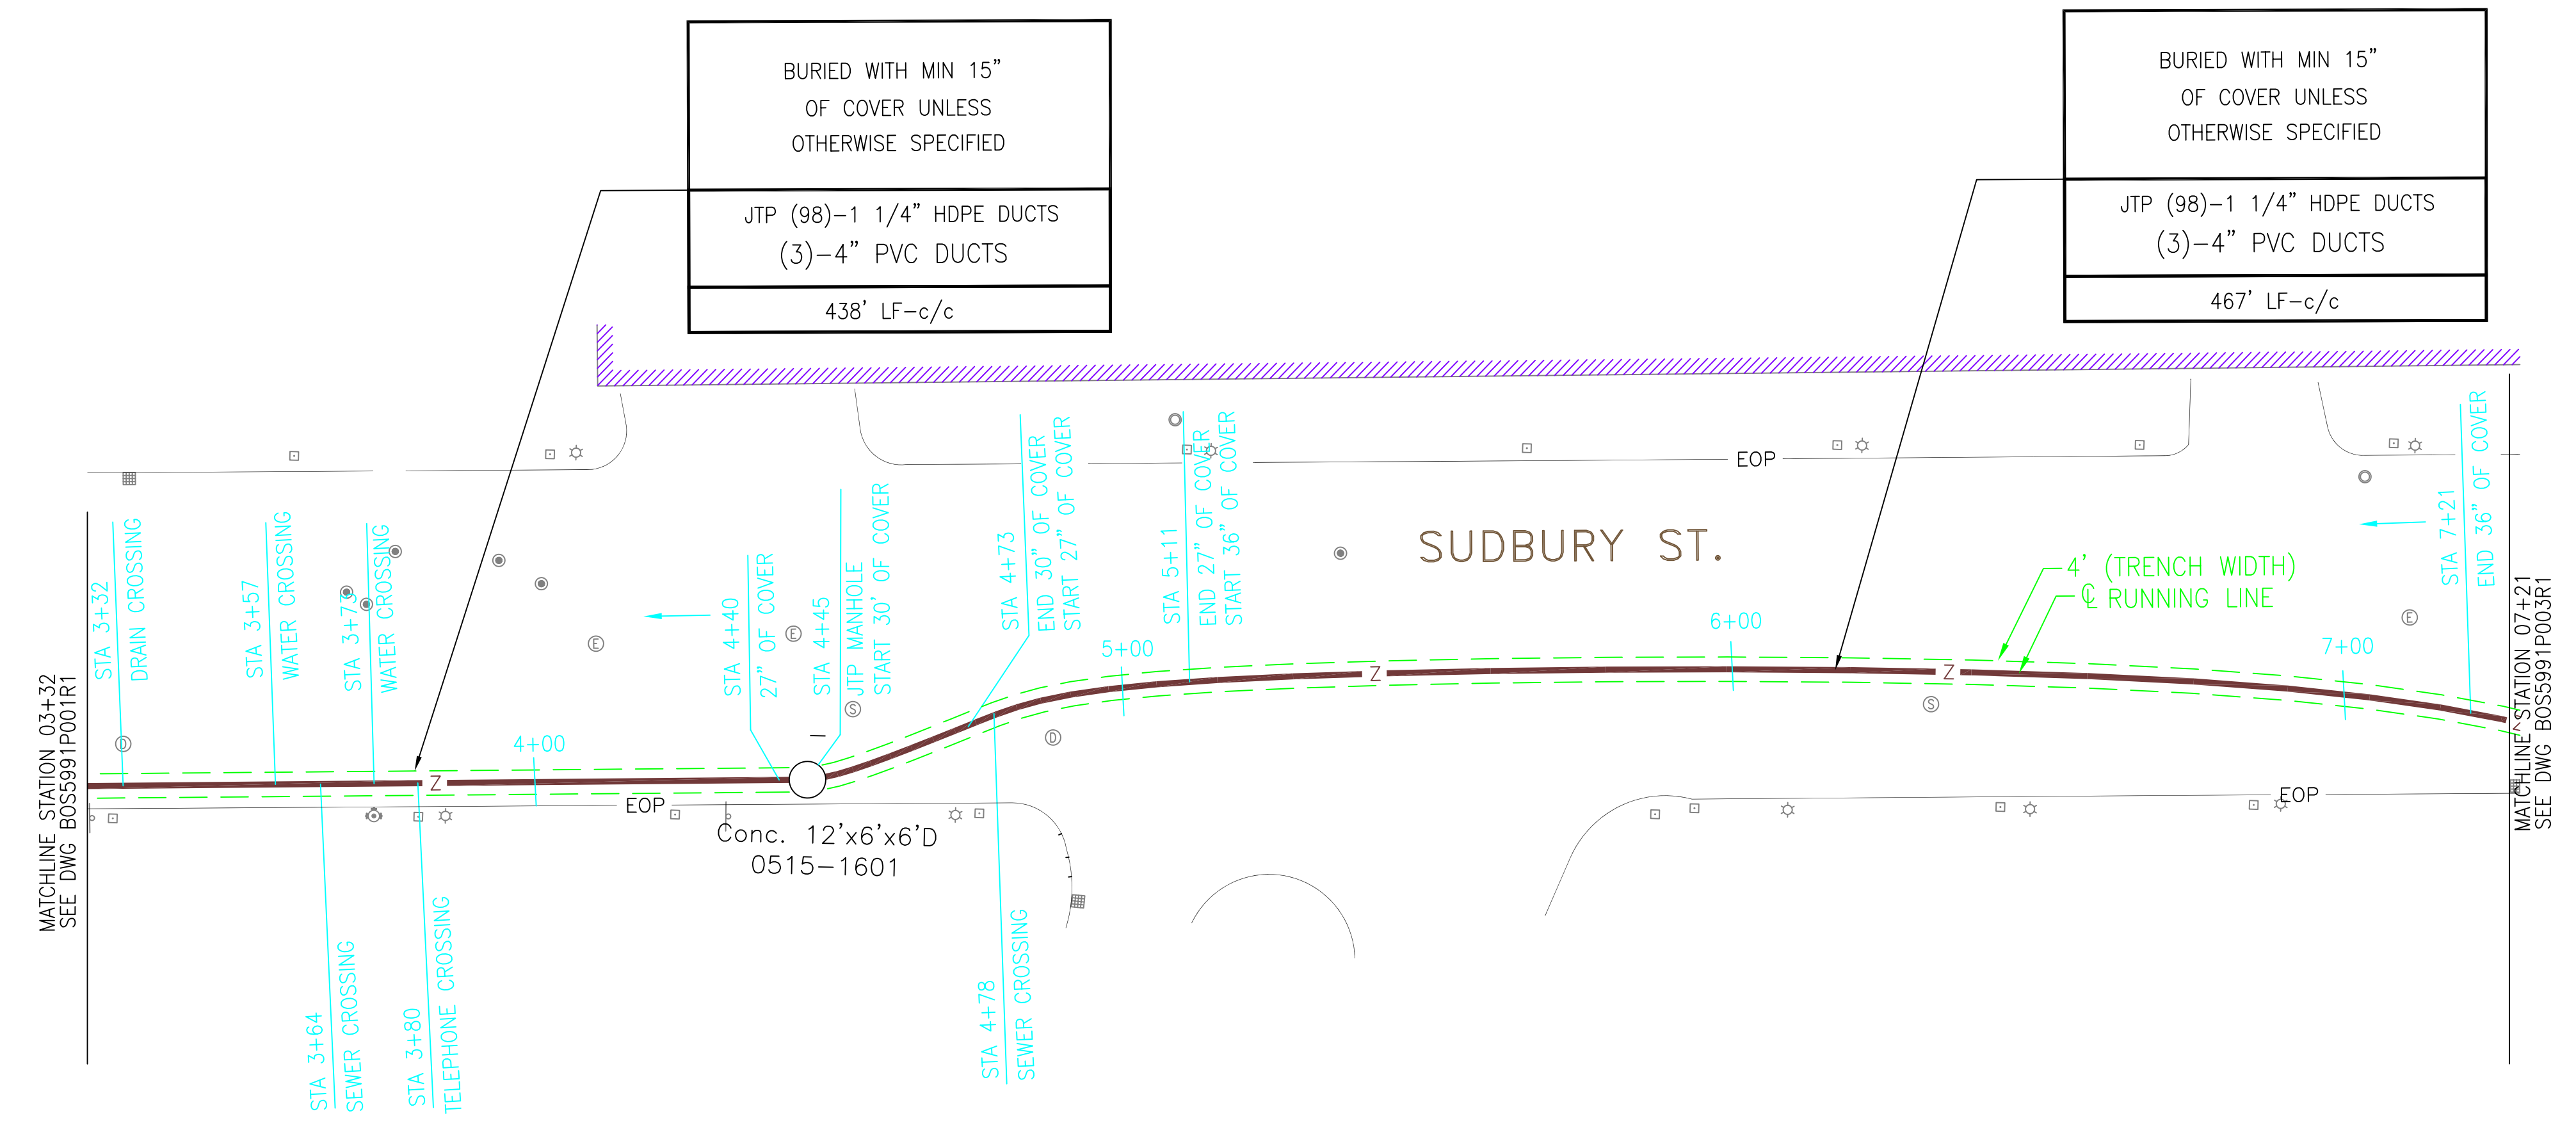 BURIED WITH MIN 15"
OF COVER UNLESS
OTHERWISE SPECIFIED
JTP (98)-1 1/4" HDPE DUCTS
(3)-4" PVC DUCTS
438' LF-c/c
BURIED WITH MIN 15"
OF COVER UNLESS
OTHERWISE SPECIFIED
JTP (98)-1 1/4" HDPE DUCTS
(3)-4" PVC DUCTS
467' LF-c/c
EOP
SUDBURY ST.
MATCHLINE STATION 03+32
SEE DWG BOS5991P001R1
STA 3+32
DRAIN CROSSING
STA 3+57
WATER CROSSING
STA 3+73
WATER CROSSING
STA 4+40
27" OF COVER
STA 4+45
JTP MANHOLE
START 30' OF COVER
STA 4+73
END 30" OF COVER
START 27" OF COVER
STA 5+11
END 27" OF COVER
START 36" OF COVER
4' (TRENCH WIDTH)
℄ RUNNING LINE
STA 7+21
END 36" OF COVER
MATCHLINE STATION 07+21
SEE DWG BOS5991P003R1
E
E
E
S
S
D
D
4+00
5+00
6+00
7+00
Z
Z
Z
EOP
EOP
Conc. 12'x6'x6'D
0515-1601
STA 3+64
SEWER CROSSING
STA 3+80
TELEPHONE CROSSING
STA 4+78
SEWER CROSSING